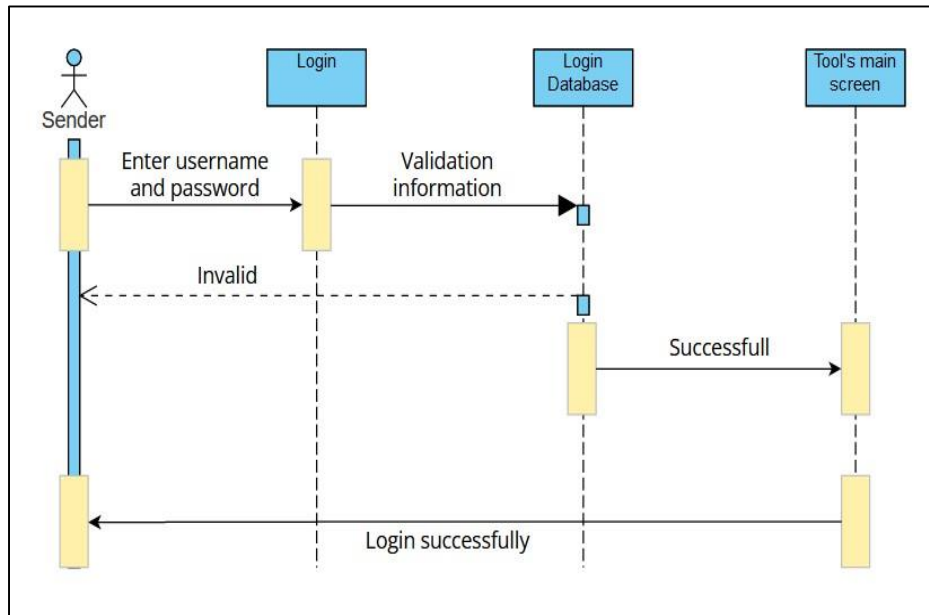 Sender
Login
Login
Database
Tool's main
screen
Enter username
and password
Validation
information
Invalid
Successfull
Login successfully